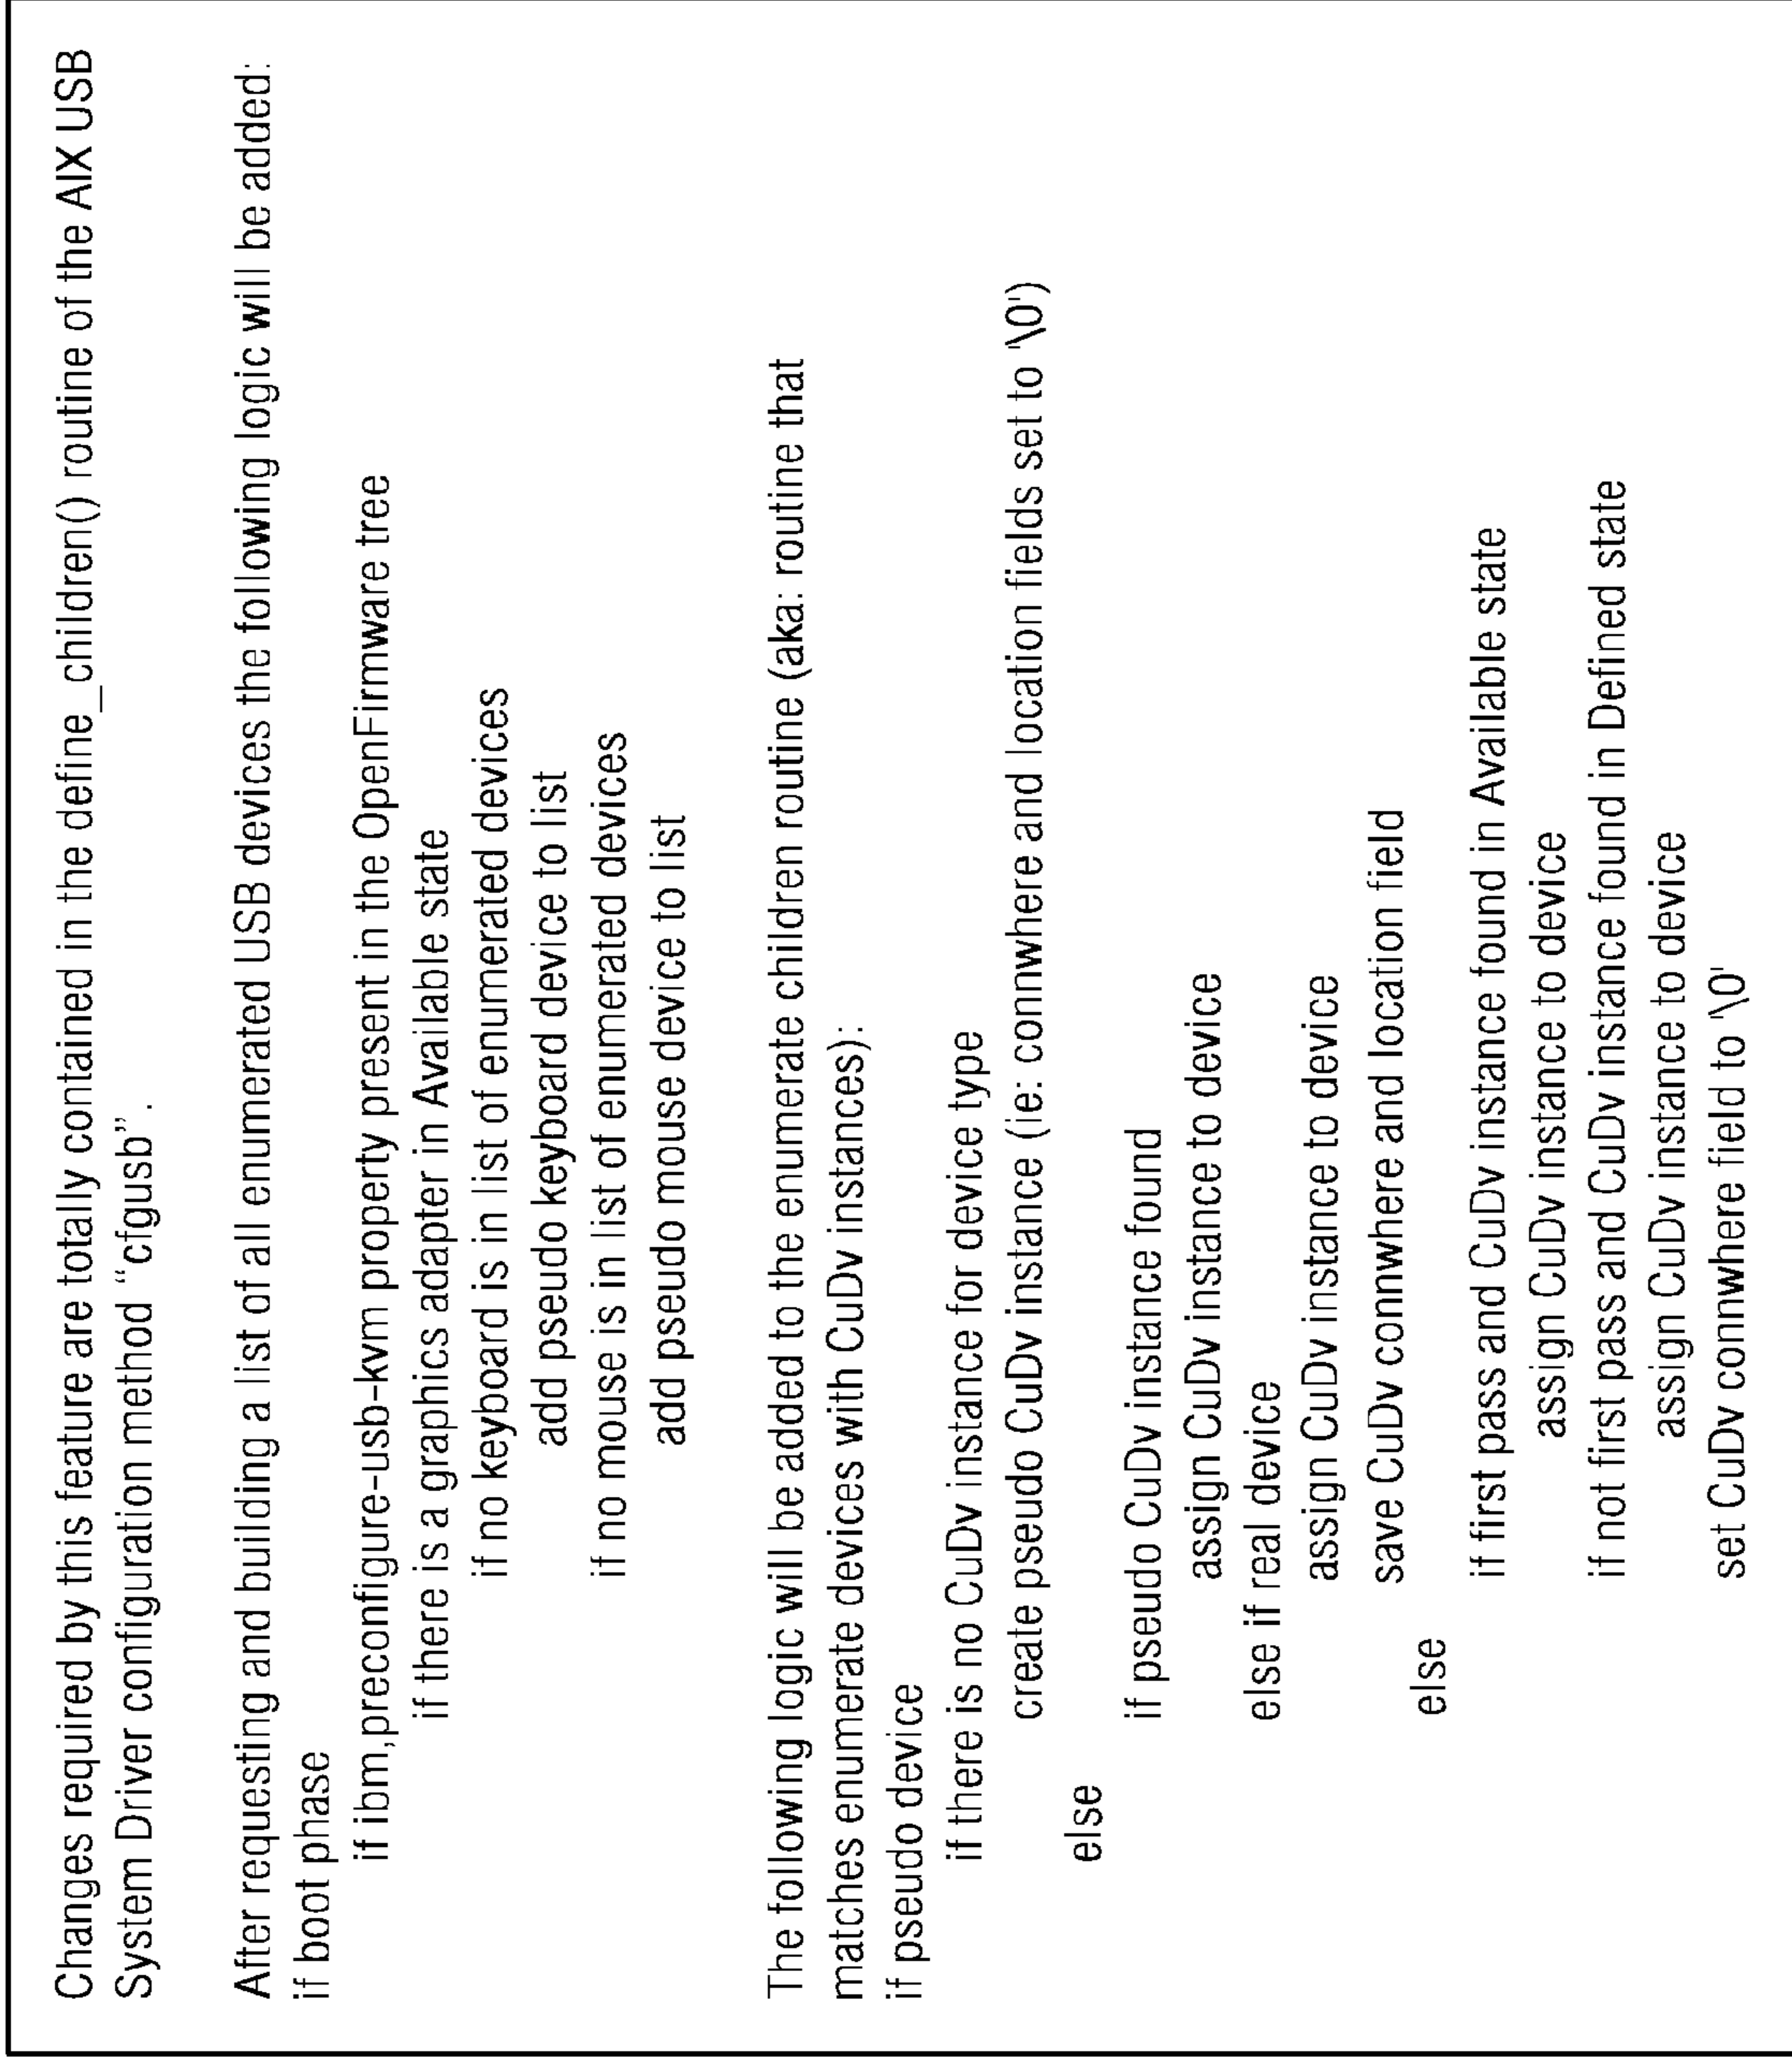 Changes required by this feature are totally contained in the define_children() routine of the AIX USB
System Driver configuration method “cfgusb”.
After requesting and building a list of all enumerated USB devices the following logic will be added:
if boot phase
if ibm,preconfigure-usb-kvm property present in the OpenFirmware tree
if there is a graphics adapter in Available state
if no keyboard is in list of enumerated devices
add pseudo keyboard device to list
if no mouse is in list of enumerated devices
add pseudo mouse device to list
The following logic will be added to the enumerate children routine (aka: routine that
matches enumerate devices with CuDv instances):
if pseudo device
if there is no CuDv instance for device type
create pseudo CuDv instance (ie: connwhere and location fields set to '\0')
else
if pseudo CuDv instance found
assign CuDv instance to device
else if real device
assign CuDv instance to device
save CuDv connwhere and location field
else
if first pass and CuDv instance found in Available state
assign CuDv instance to device
if not first pass and CuDv instance found in Defined state
assign CuDv instance to device
set CuDv connwhere field to '\0'